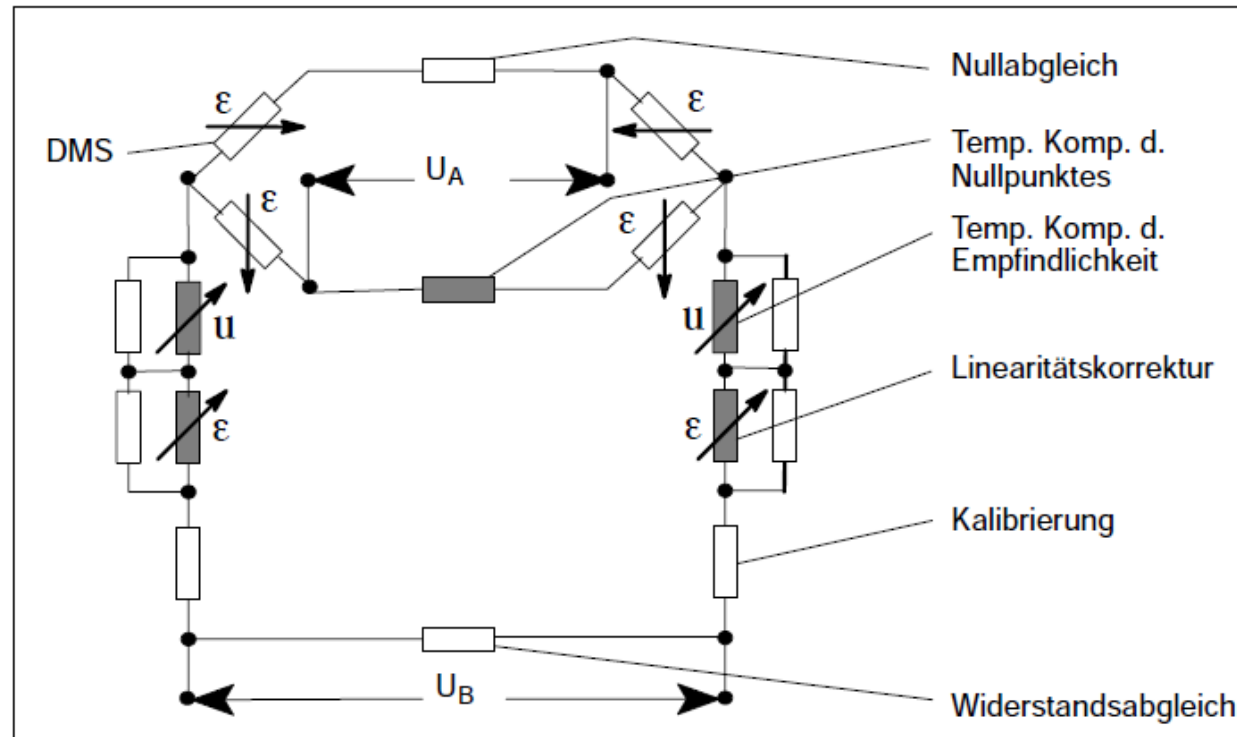 Nullabgleich
ε
ε
DMS
Temp. Komp. d.
Nullpunktes
U_A
ε
ε
Temp. Komp. d.
Empfindlichkeit
u
u
Linearitätskorrektur
ε
ε
Kalibrierung
U_B
Widerstandsabgleich